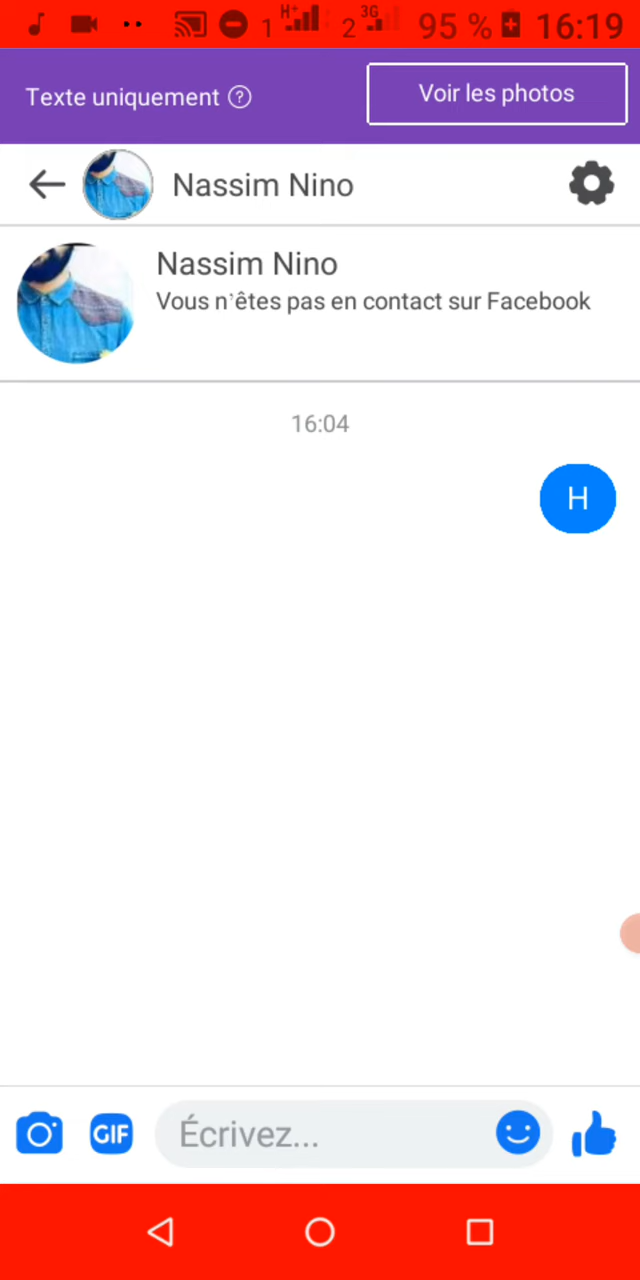 1 H+ 2 3G 95 % 16:19
Texte uniquement ?
Voir les photos
Nassim Nino
Nassim Nino
Vous n'êtes pas en contact sur Facebook
16:04
H
GIF
Écrivez...